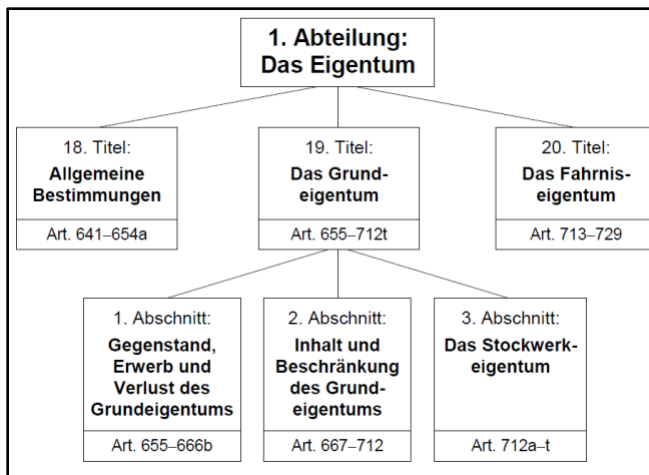 1. Abteilung:
Das Eigentum
18. Titel:
Allgemeine
Bestimmungen
Art. 641–654a
19. Titel:
Das Grund-
eigentum
Art. 655–712t
20. Titel:
Das Fahrnis-
eigentum
Art. 713–729
1. Abschnitt:
Gegenstand,
Erwerb und
Verlust des
Grundeigentums
Art. 655–666b
2. Abschnitt:
Inhalt und
Beschränkung
des Grund-
eigentums
Art. 667–712
3. Abschnitt:
Das Stockwerk-
eigentum
Art. 712a–t